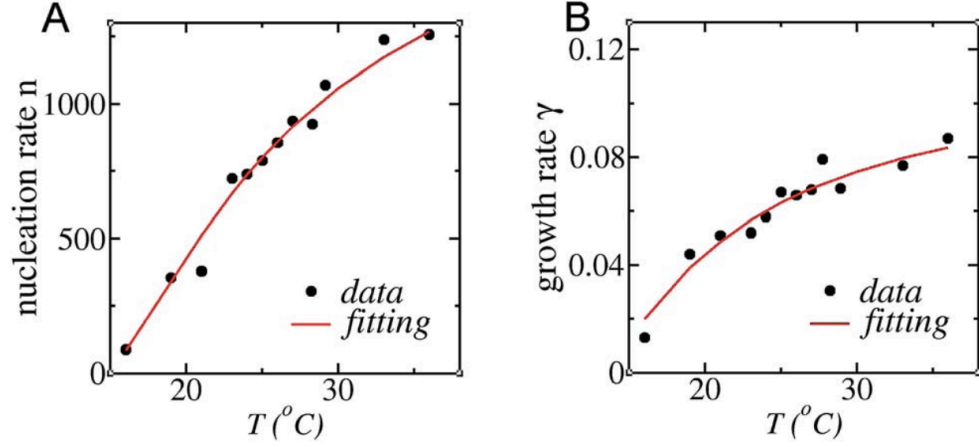 A
nucleation rate n
1000
500
0
20
30
T (°C)
data
fitting
B
growth rate γ
0.12
0.08
0.04
0
20
30
T (°C)
data
fitting